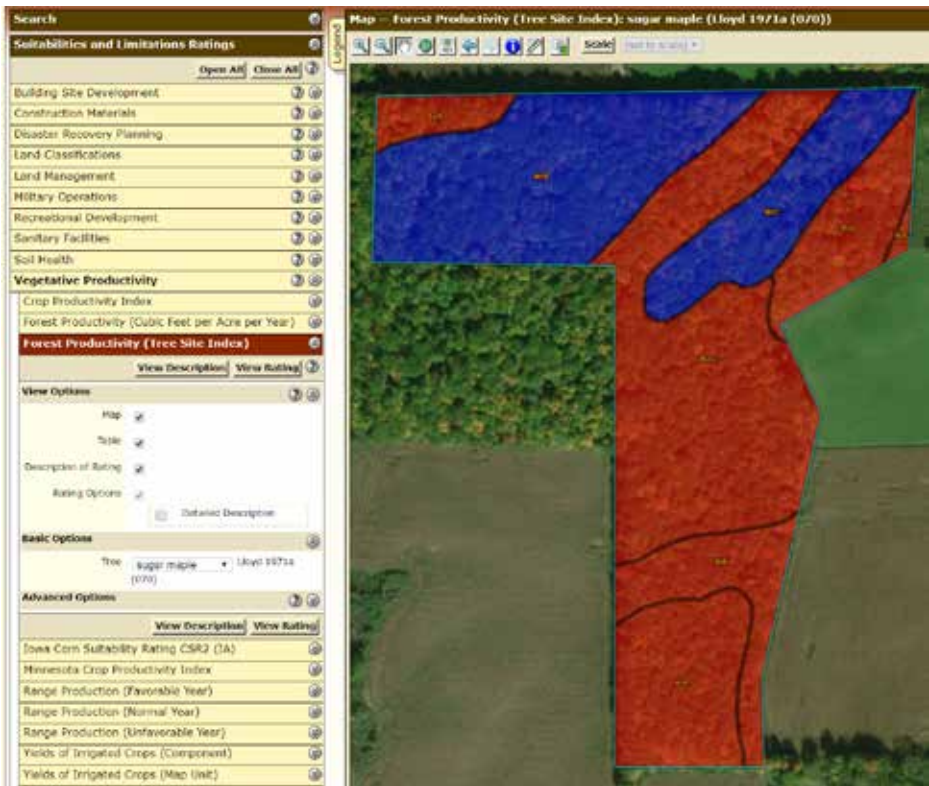 Search
Suitabilities and Limitations Ratings
Open All Close All
Building Site Development
Construction Materials
Disaster Recovery Planning
Land Classifications
Land Management
Military Operations
Recreational Development
Sanitary Facilities
Soil Health
Vegetative Productivity
Crop Productivity Index
Forest Productivity (Cubic Feet per Acre per Year)
Forest Productivity (Tree Site Index)
View Description View Rating
View Options
Map
Table
Description of Rating
Rating Options
Detailed Description
Basic Options
Tree sugar maple Lloyd 1971a
(070)
Advanced Options
View Description View Rating
Iowa Corn Suitability Rating CSR2 (IA)
Minnesota Crop Productivity Index
Range Production (Favorable Year)
Range Production (Normal Year)
Range Production (Unfavorable Year)
Yields of Irrigated Crops (Component)
Yields of Irrigated Crops (Map Unit)
Legend
Map — Forest Productivity (Tree Site Index): sugar maple (Lloyd 1971a (070))
Scale (not to scale)